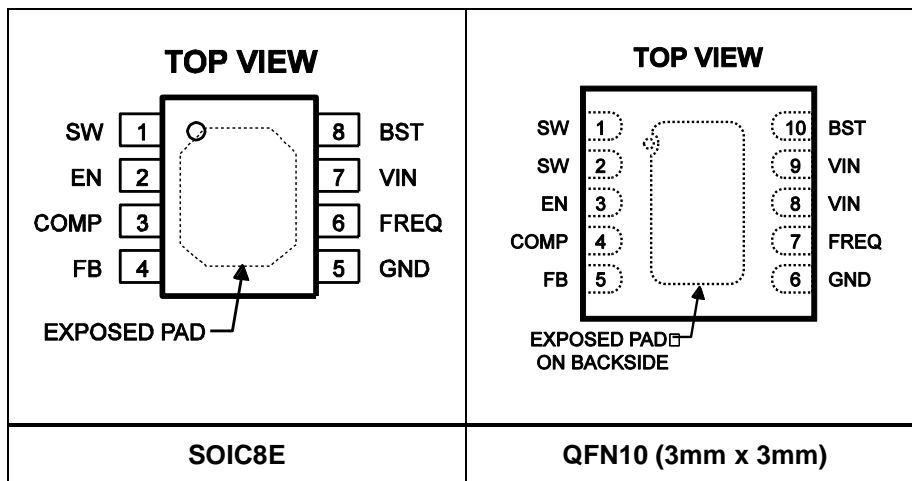 TOP VIEW
SW 1 8 BST
EN 2 7 VIN
COMP 3 6 FREQ
FB 4 5 GND
EXPOSED PAD
SOIC8E
TOP VIEW
SW 1 10 BST
SW 2 9 VIN
EN 3 8 VIN
COMP 4 7 FREQ
FB 5 6 GND
EXPOSED PAD□
ON BACKSIDE
QFN10 (3mm x 3mm)